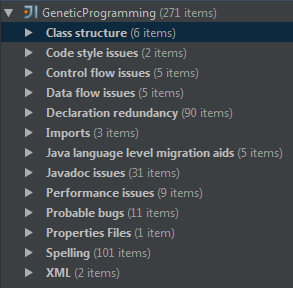 GeneticProgramming (271 items)
Class structure (6 items)
Code style issues (2 items)
Control flow issues (5 items)
Data flow issues (5 items)
Declaration redundancy (90 items)
Imports (3 items)
Java language level migration aids (5 items)
Javadoc issues (31 items)
Performance issues (9 items)
Probable bugs (11 items)
Properties Files (1 item)
Spelling (101 items)
XML (2 items)